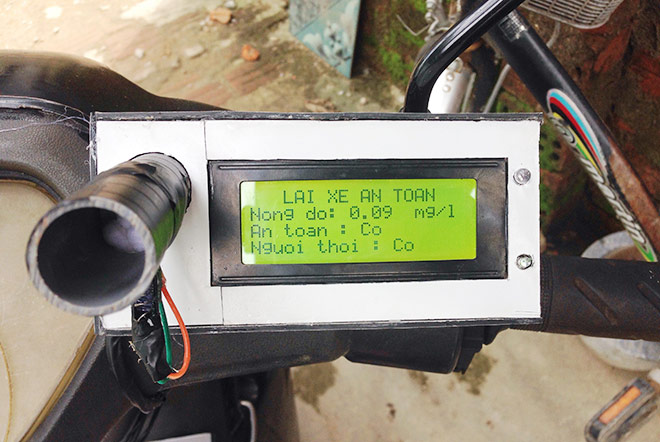 LAI XE AN TOAN
Nong do: 0.09 mg/l
An toan : Co
Nguoi thoi : Co